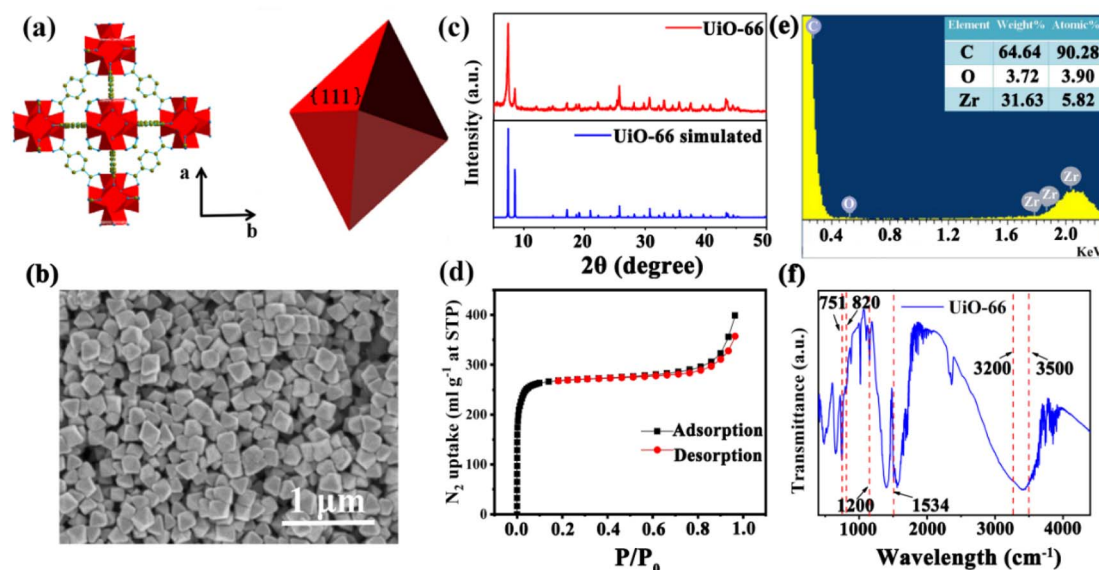 (a)
{111}
a
b
(b)
1 μm
(c)
UiO-66
UiO-66 simulated
Intensity (a.u.)
10 20 30 40 50
2θ (degree)
(d)
400
300
200
100
0
N₂ uptake (ml g⁻¹ at STP)
Adsorption
Desorption
0.0 0.2 0.4 0.6 0.8 1.0
P/P₀
(e)
Element Weight% Atomic%
C 64.64 90.28
O 3.72 3.90
Zr 31.63 5.82
C
O
Zr
Zr
Zr
0.4 0.8 1.2 1.6 2.0
KeV
(f)
UiO-66
751 820
3200 3500
1200 1534
Transmittance (a.u.)
1000 2000 3000 4000
Wavelength (cm⁻¹)